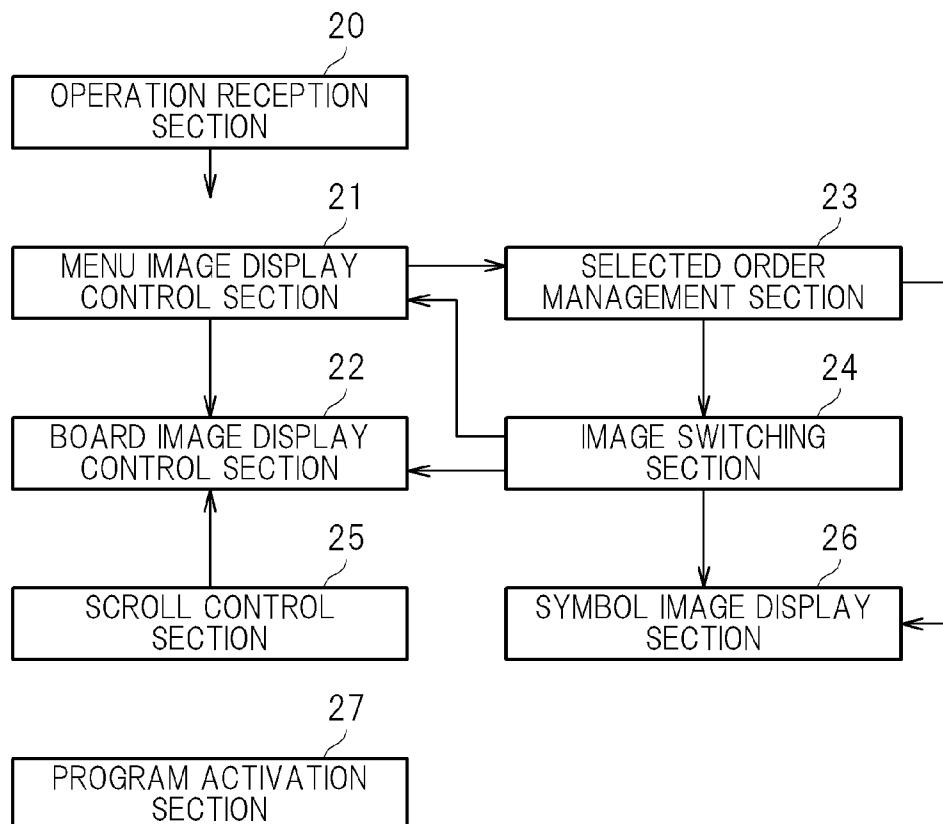 20
OPERATION RECEPTION
SECTION
21
MENU IMAGE DISPLAY
CONTROL SECTION
23
SELECTED ORDER
MANAGEMENT SECTION
22
BOARD IMAGE DISPLAY
CONTROL SECTION
24
IMAGE SWITCHING
SECTION
25
SCROLL CONTROL
SECTION
26
SYMBOL IMAGE DISPLAY
SECTION
27
PROGRAM ACTIVATION
SECTION